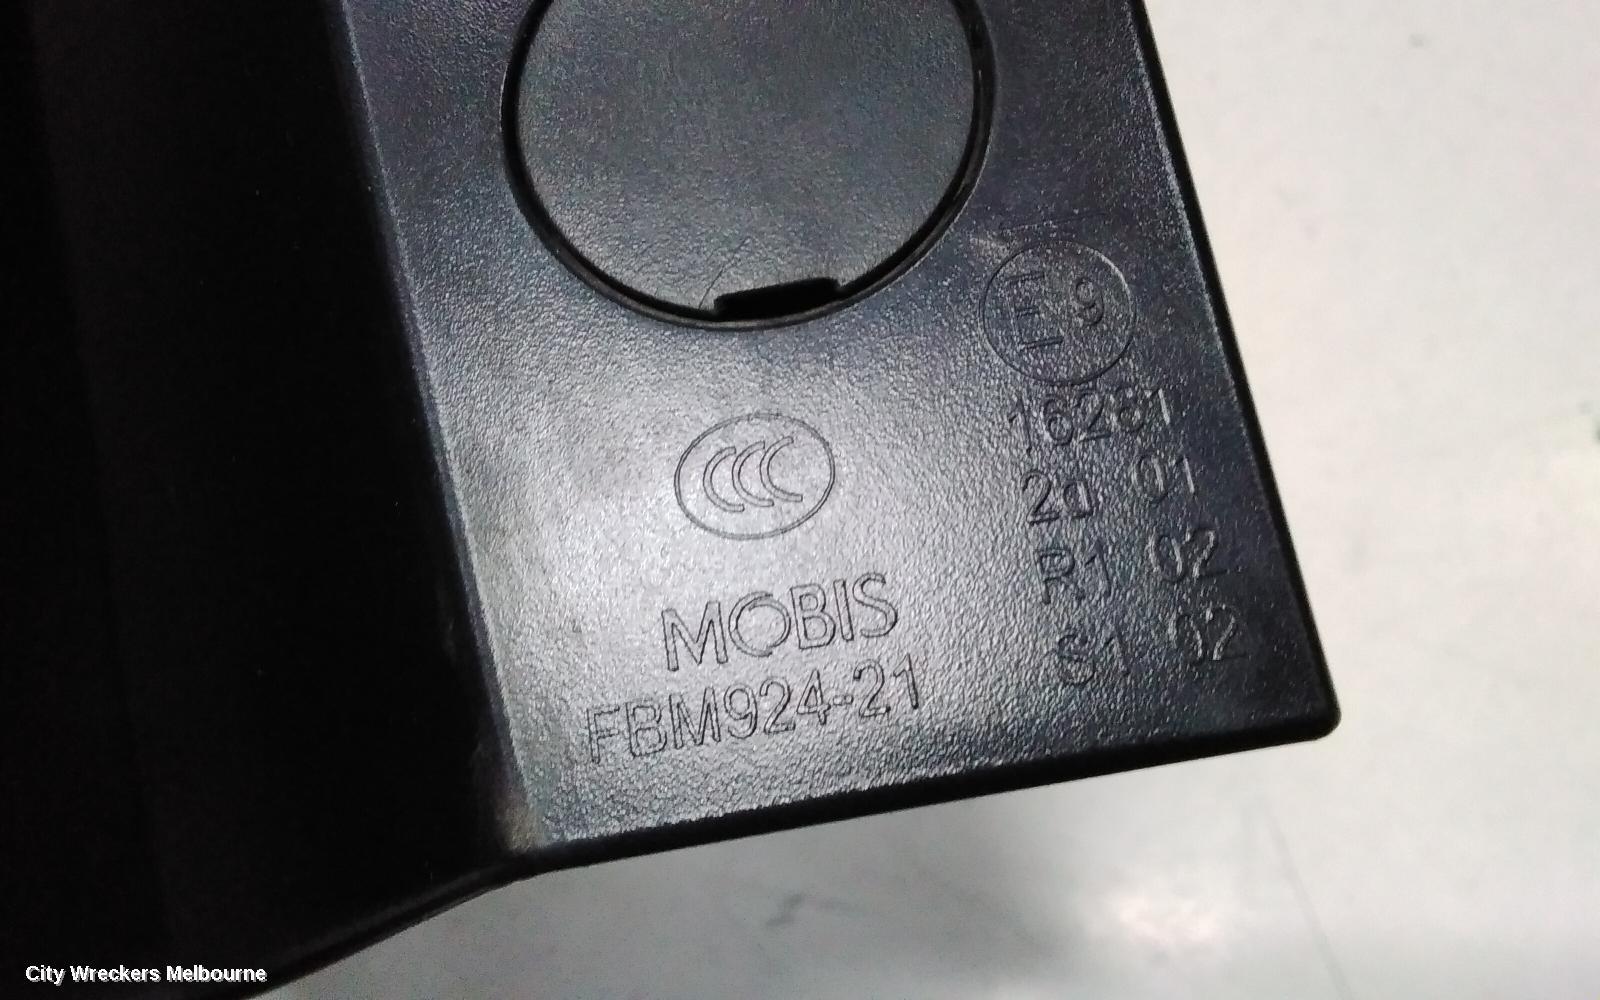 E9
16281
2a 01
R1 02
S1 02
CCC
MOBIS
FBM924-21
City Wreckers Melbourne